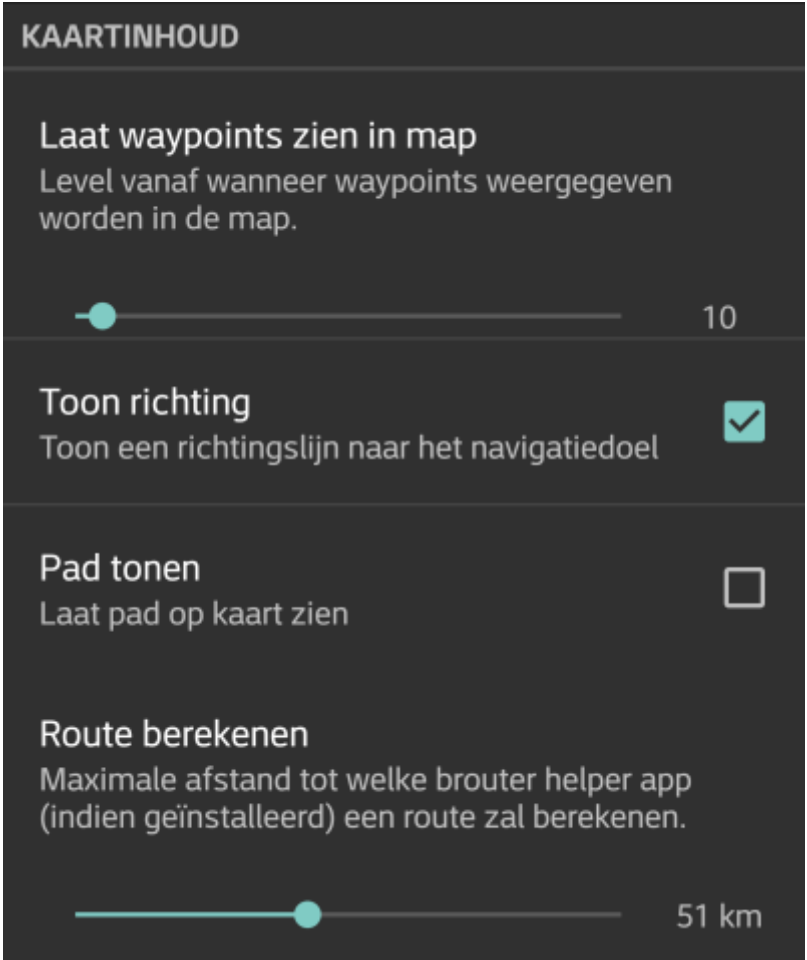 KAARTINHOUD
Laat waypoints zien in map
Level vanaf wanneer waypoints weergegeven
worden in de map.
10
Toon richting
Toon een richtingslijn naar het navigatiedoel
Pad tonen
Laat pad op kaart zien
Route berekenen
Maximale afstand tot welke brouter helper app
(indien geïnstalleerd) een route zal berekenen.
51 km